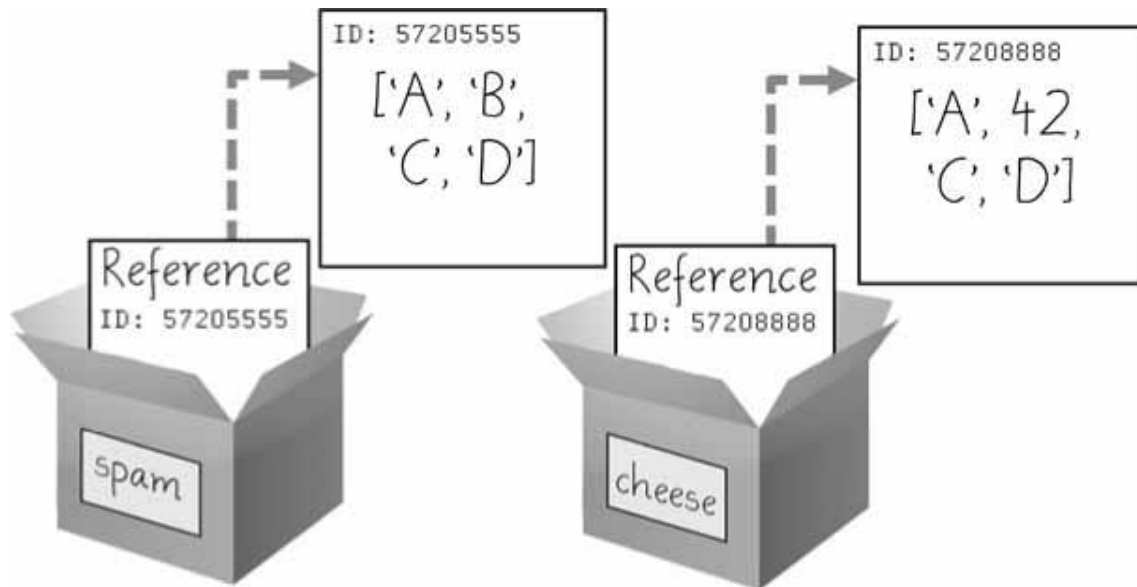 ID: 57205555
['A', 'B',
'C', 'D']
Reference
ID: 57205555
spam
ID: 57208888
['A', 42,
'C', 'D']
Reference
ID: 57208888
cheese